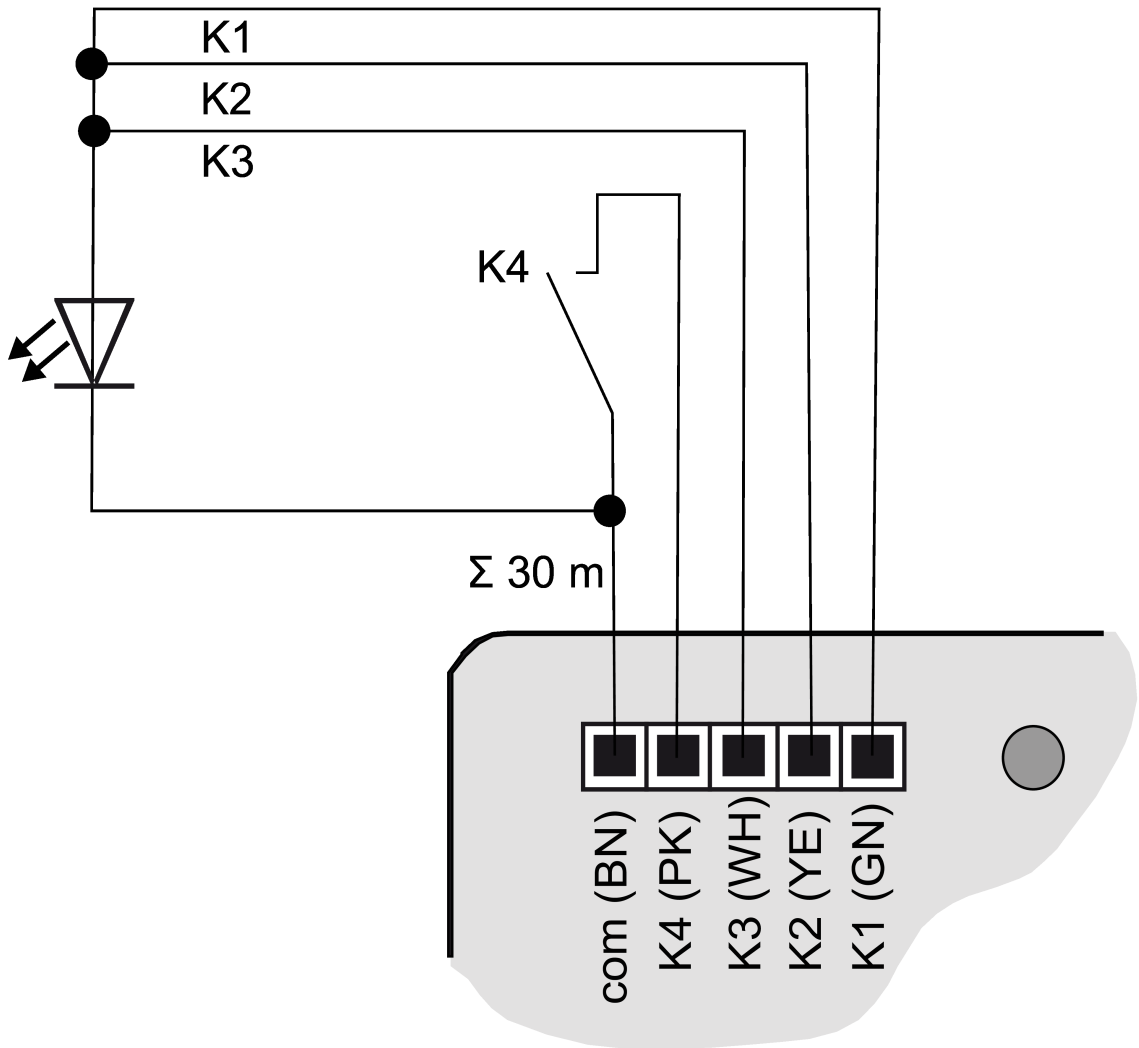 K1
K2
K3
K4
Σ 30 m
com (BN)
K4 (PK)
K3 (WH)
K2 (YE)
K1 (GN)